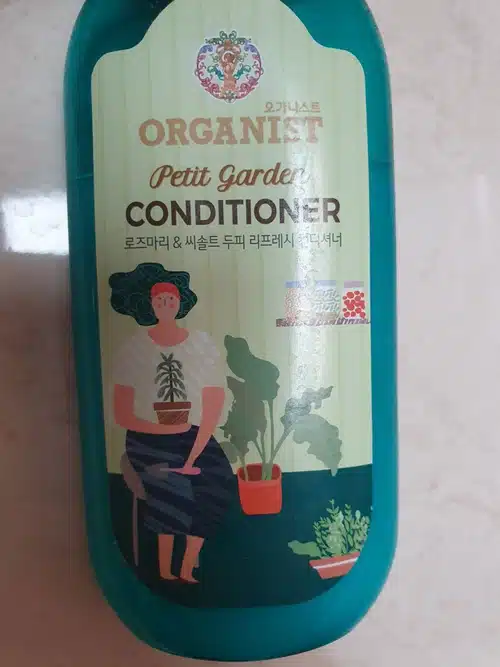 오가니스트
ORGANIST
Petit Garden
CONDITIONER
로즈마리 & 씨솔트 두피 리프레시 컨디셔너